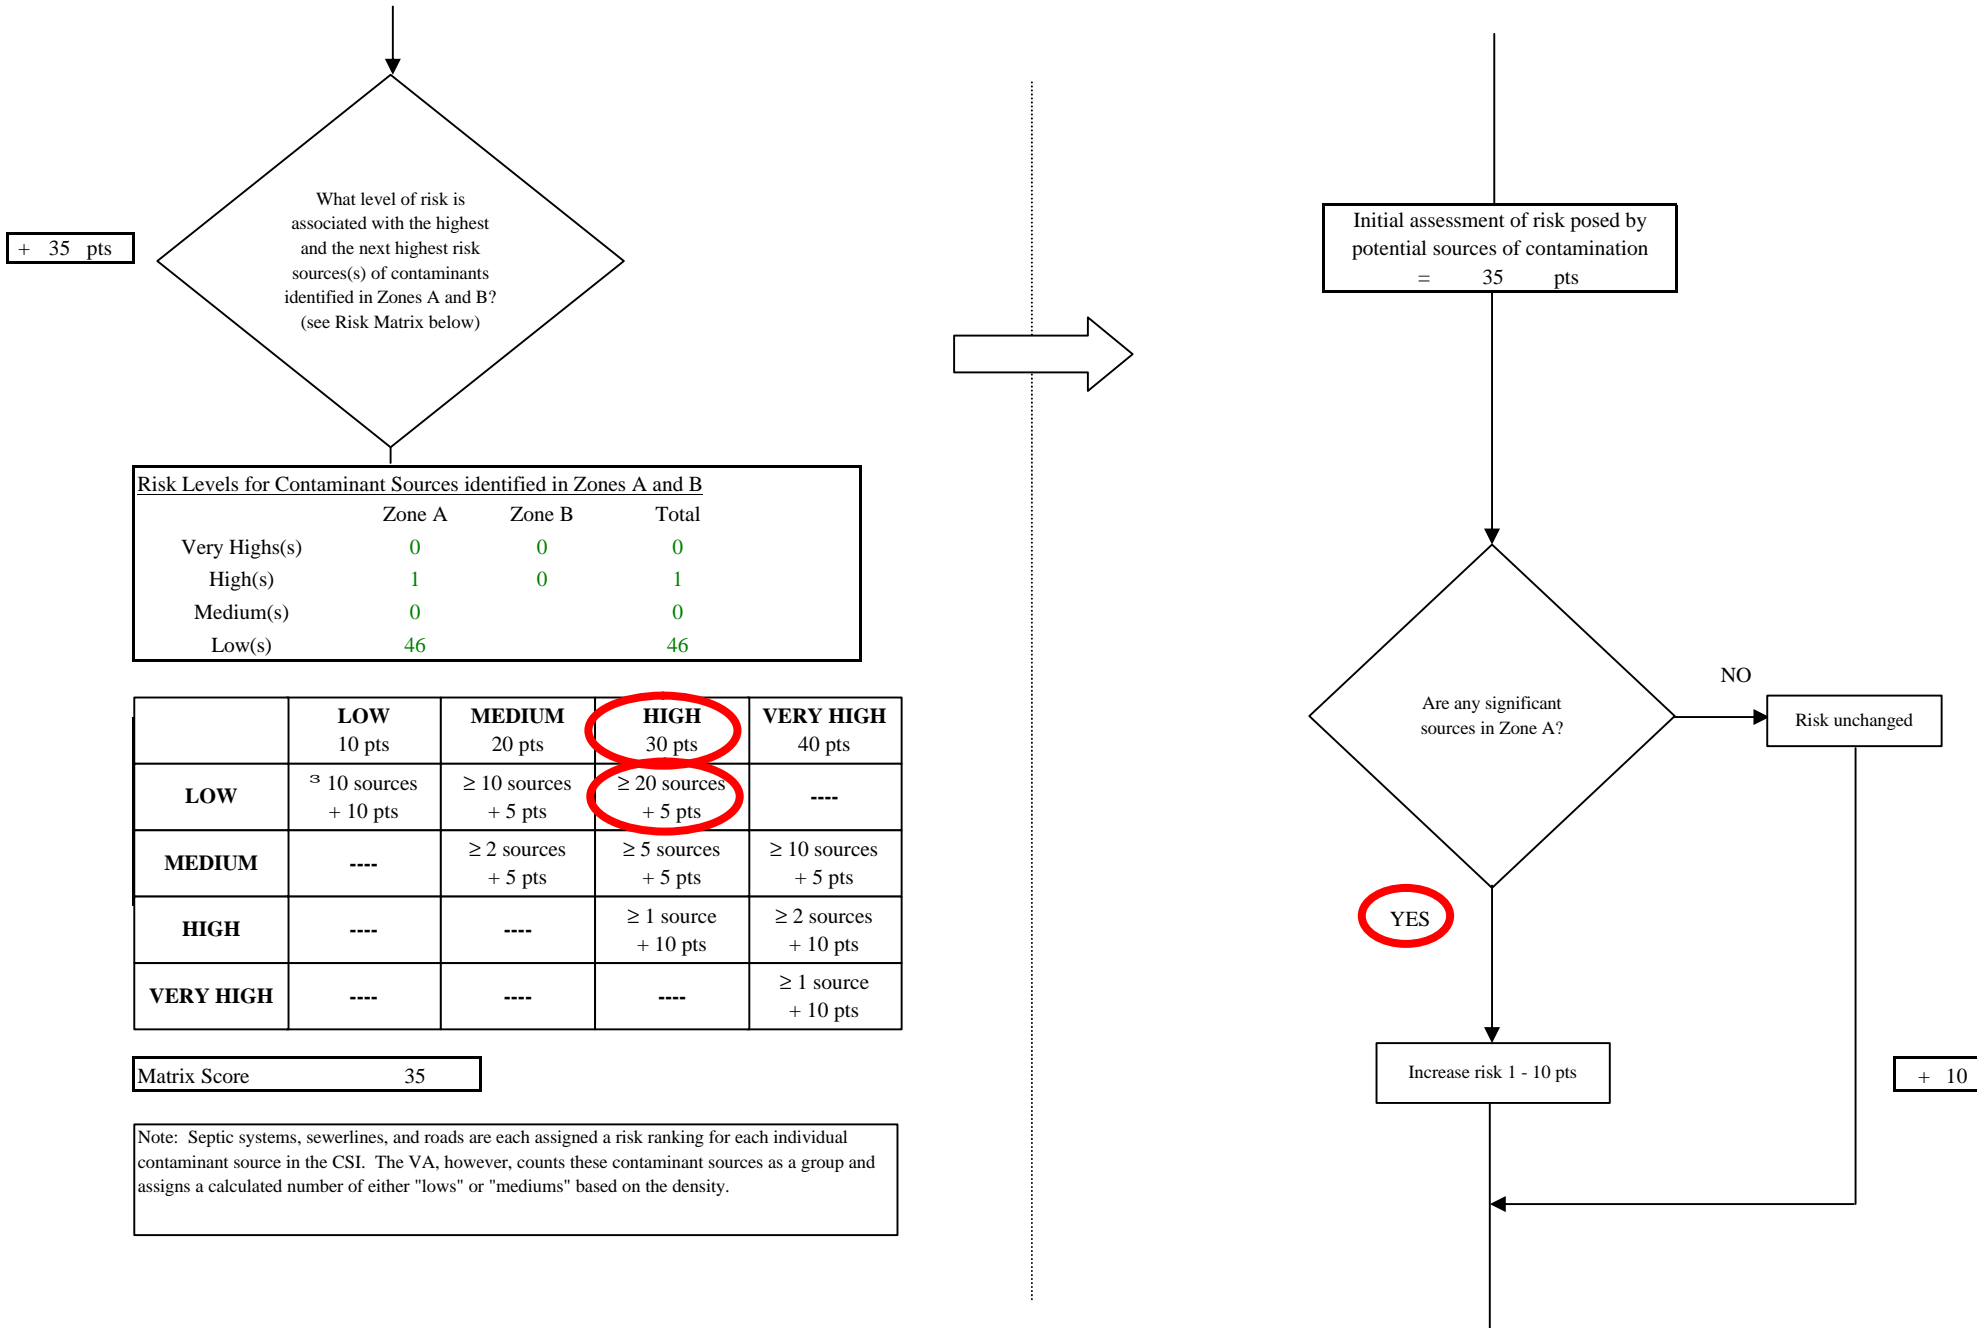 What level of risk is
associated with the highest
and the next highest risk
sources(s) of contaminants
identified in Zones A and B?
(see Risk Matrix below)
+ 35 pts
Risk Levels for Contaminant Sources identified in Zones A and B
Zone A Zone B Total
Very Highs(s) 0 0 0
High(s) 1 0 1
Medium(s) 0 0
Low(s) 46 46
LOW MEDIUM HIGH VERY HIGH
10 pts 20 pts 30 pts 40 pts
LOW ³ 10 sources ≥ 10 sources ≥ 20 sources ----
+ 10 pts + 5 pts + 5 pts
MEDIUM ---- ≥ 2 sources ≥ 5 sources ≥ 10 sources
+ 5 pts + 5 pts + 5 pts
HIGH ---- ---- ≥ 1 source ≥ 2 sources
+ 10 pts + 10 pts
VERY HIGH ---- ---- ---- ≥ 1 source
+ 10 pts
Matrix Score 35
Note: Septic systems, sewerlines, and roads are each assigned a risk ranking for each individual
contaminant source in the CSI. The VA, however, counts these contaminant sources as a group and
assigns a calculated number of either "lows" or "mediums" based on the density.
Initial assessment of risk posed by
potential sources of contamination
= 35 pts
Are any significant
sources in Zone A?
NO
Risk unchanged
YES
Increase risk 1 - 10 pts
+ 10